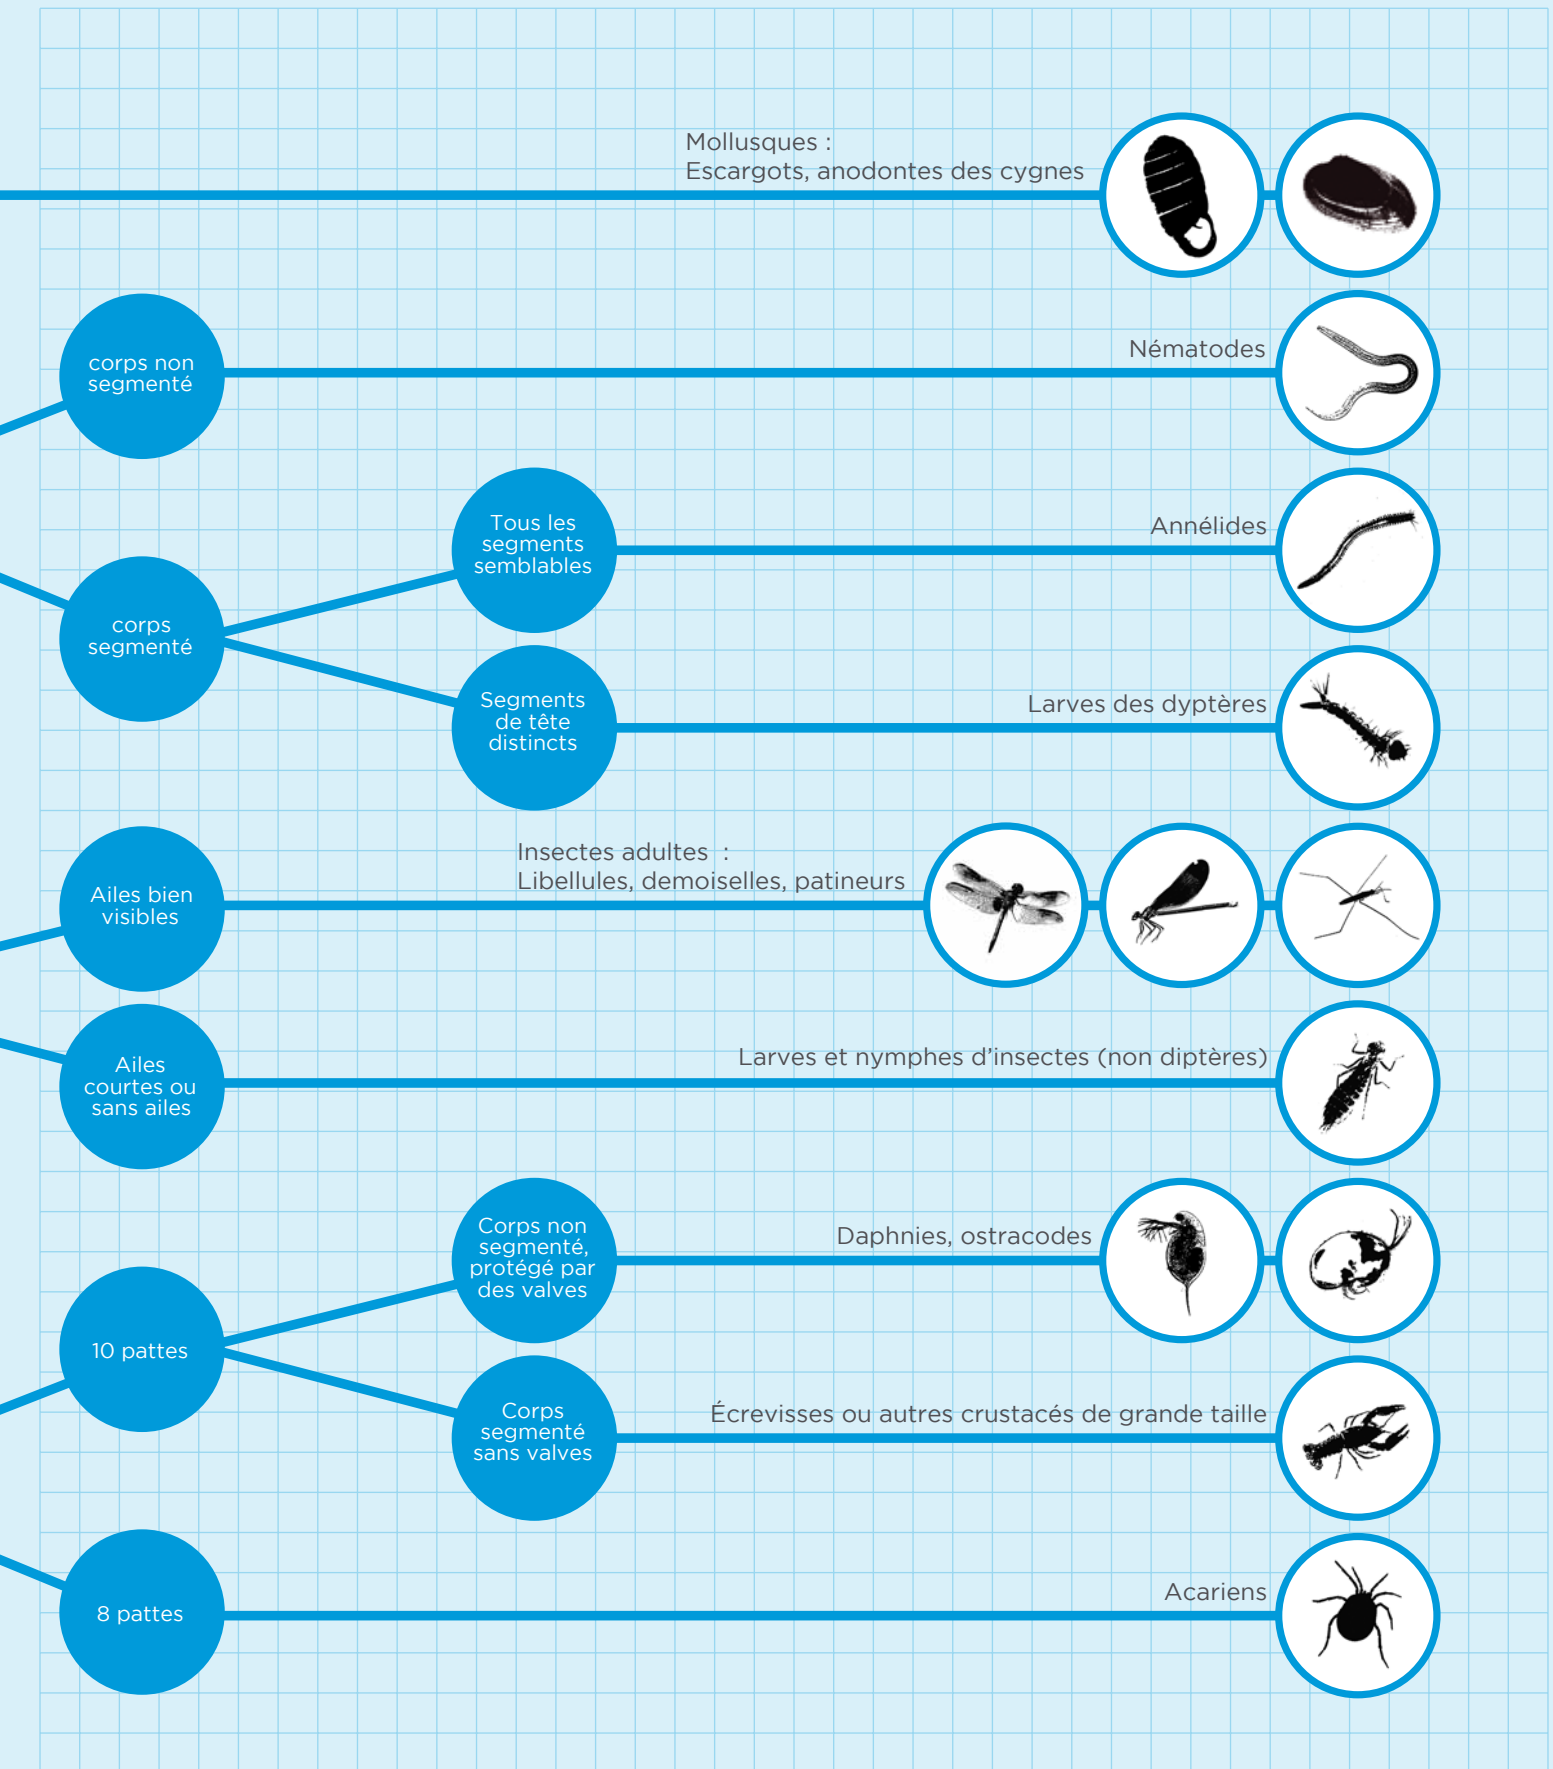 Mollusques :
Escargots, anodontes des cygnes
corps non
segmenté
Nématodes
Tous les
segments
semblables
Annélides
corps
segmenté
Segments
de tête
distincts
Larves des dyptères
Ailes bien
visibles
Insectes adultes :
Libellules, demoiselles, patineurs
Ailes
courtes ou
sans ailes
Larves et nymphes d’insectes (non diptères)
Corps non
segmenté,
protégé par
des valves
Daphnies, ostracodes
10 pattes
Corps
segmenté
sans valves
Écrevisses ou autres crustacés de grande taille
8 pattes
Acariens